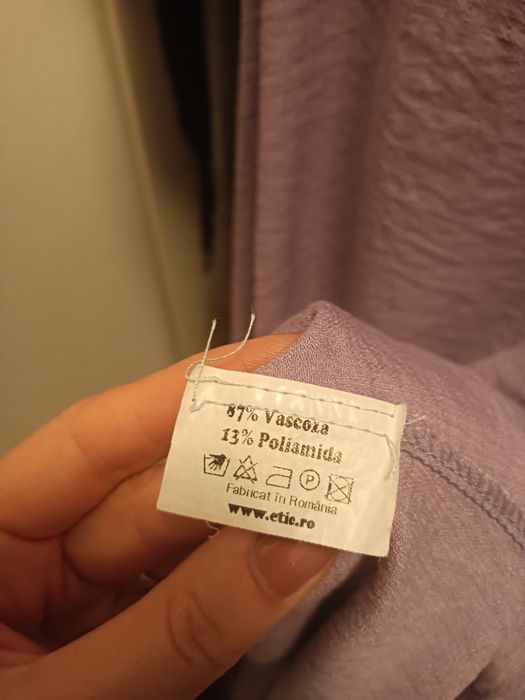 87% Vascoza
13% Poliamida
P
Fabricat în România
www.etic.ro